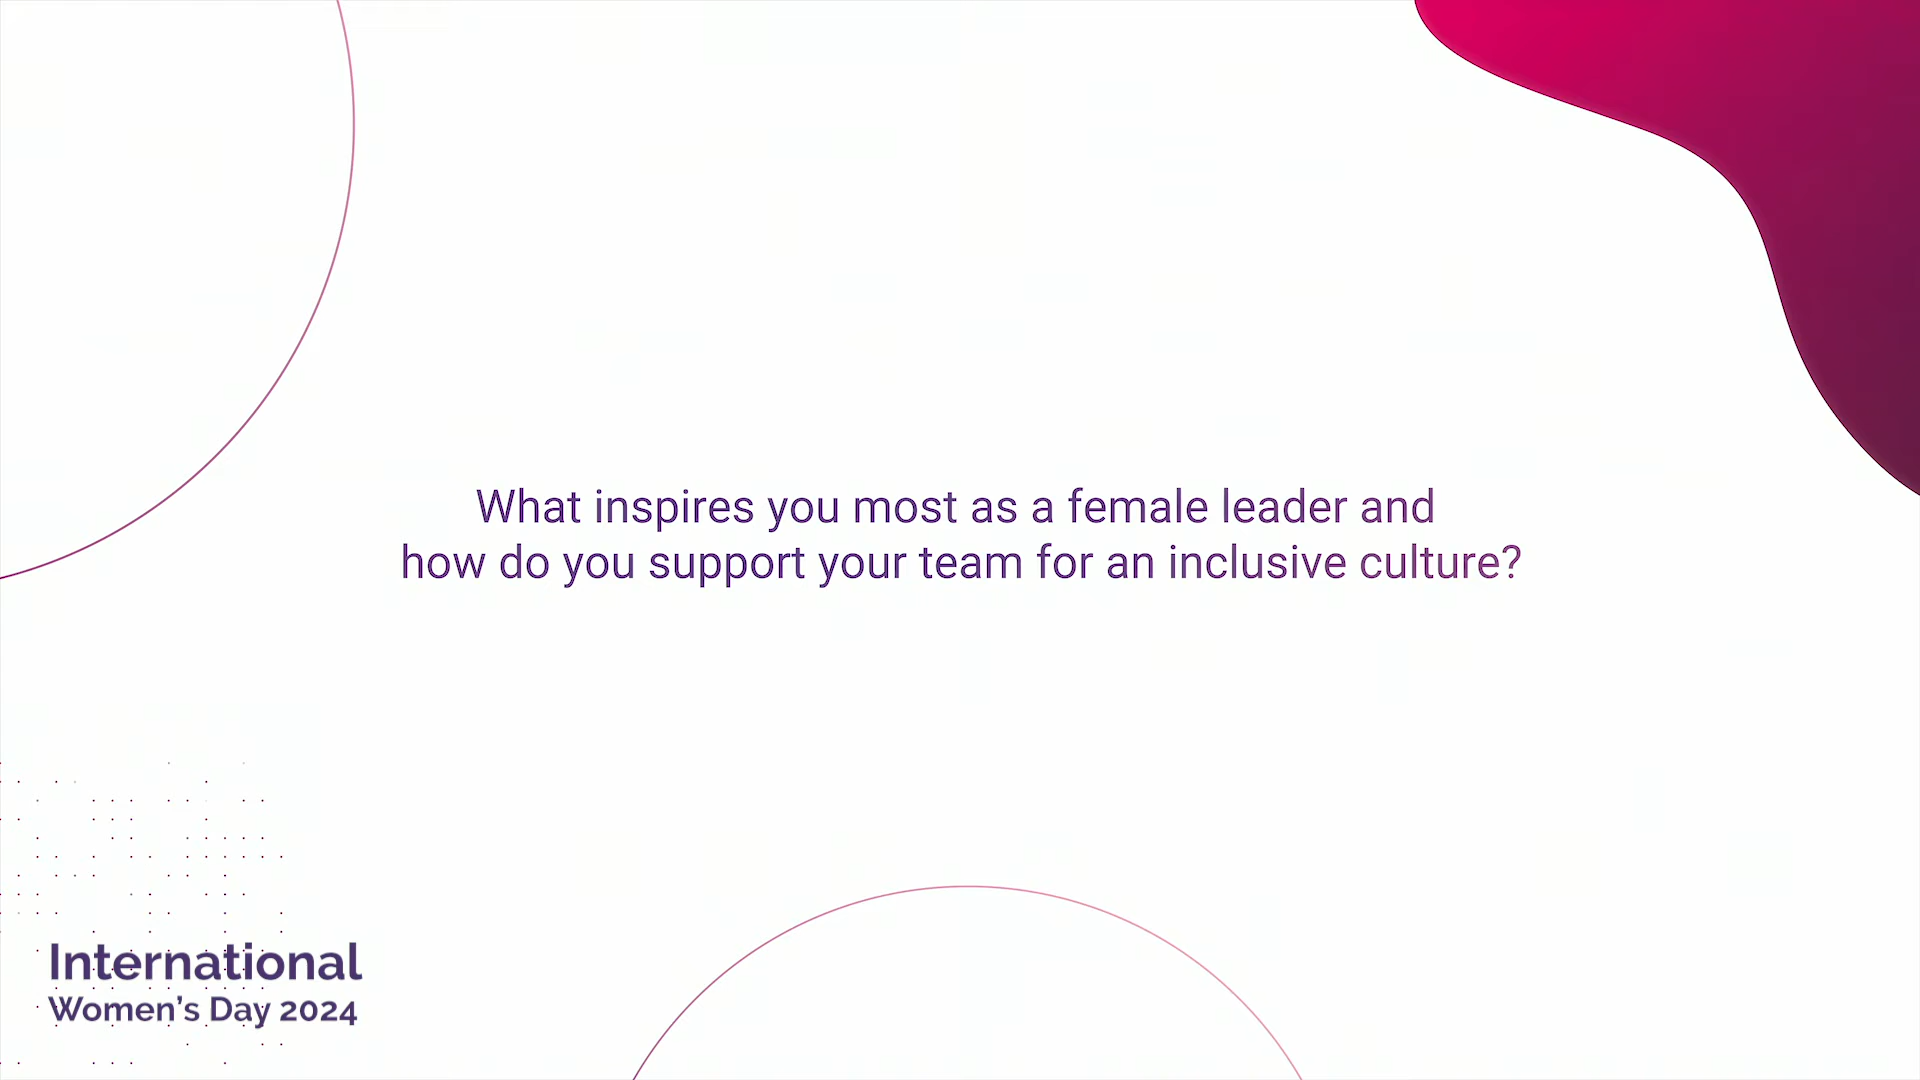 What inspires you most as a female leader and
how do you support your team for an inclusive culture?
International
Women's Day 2024